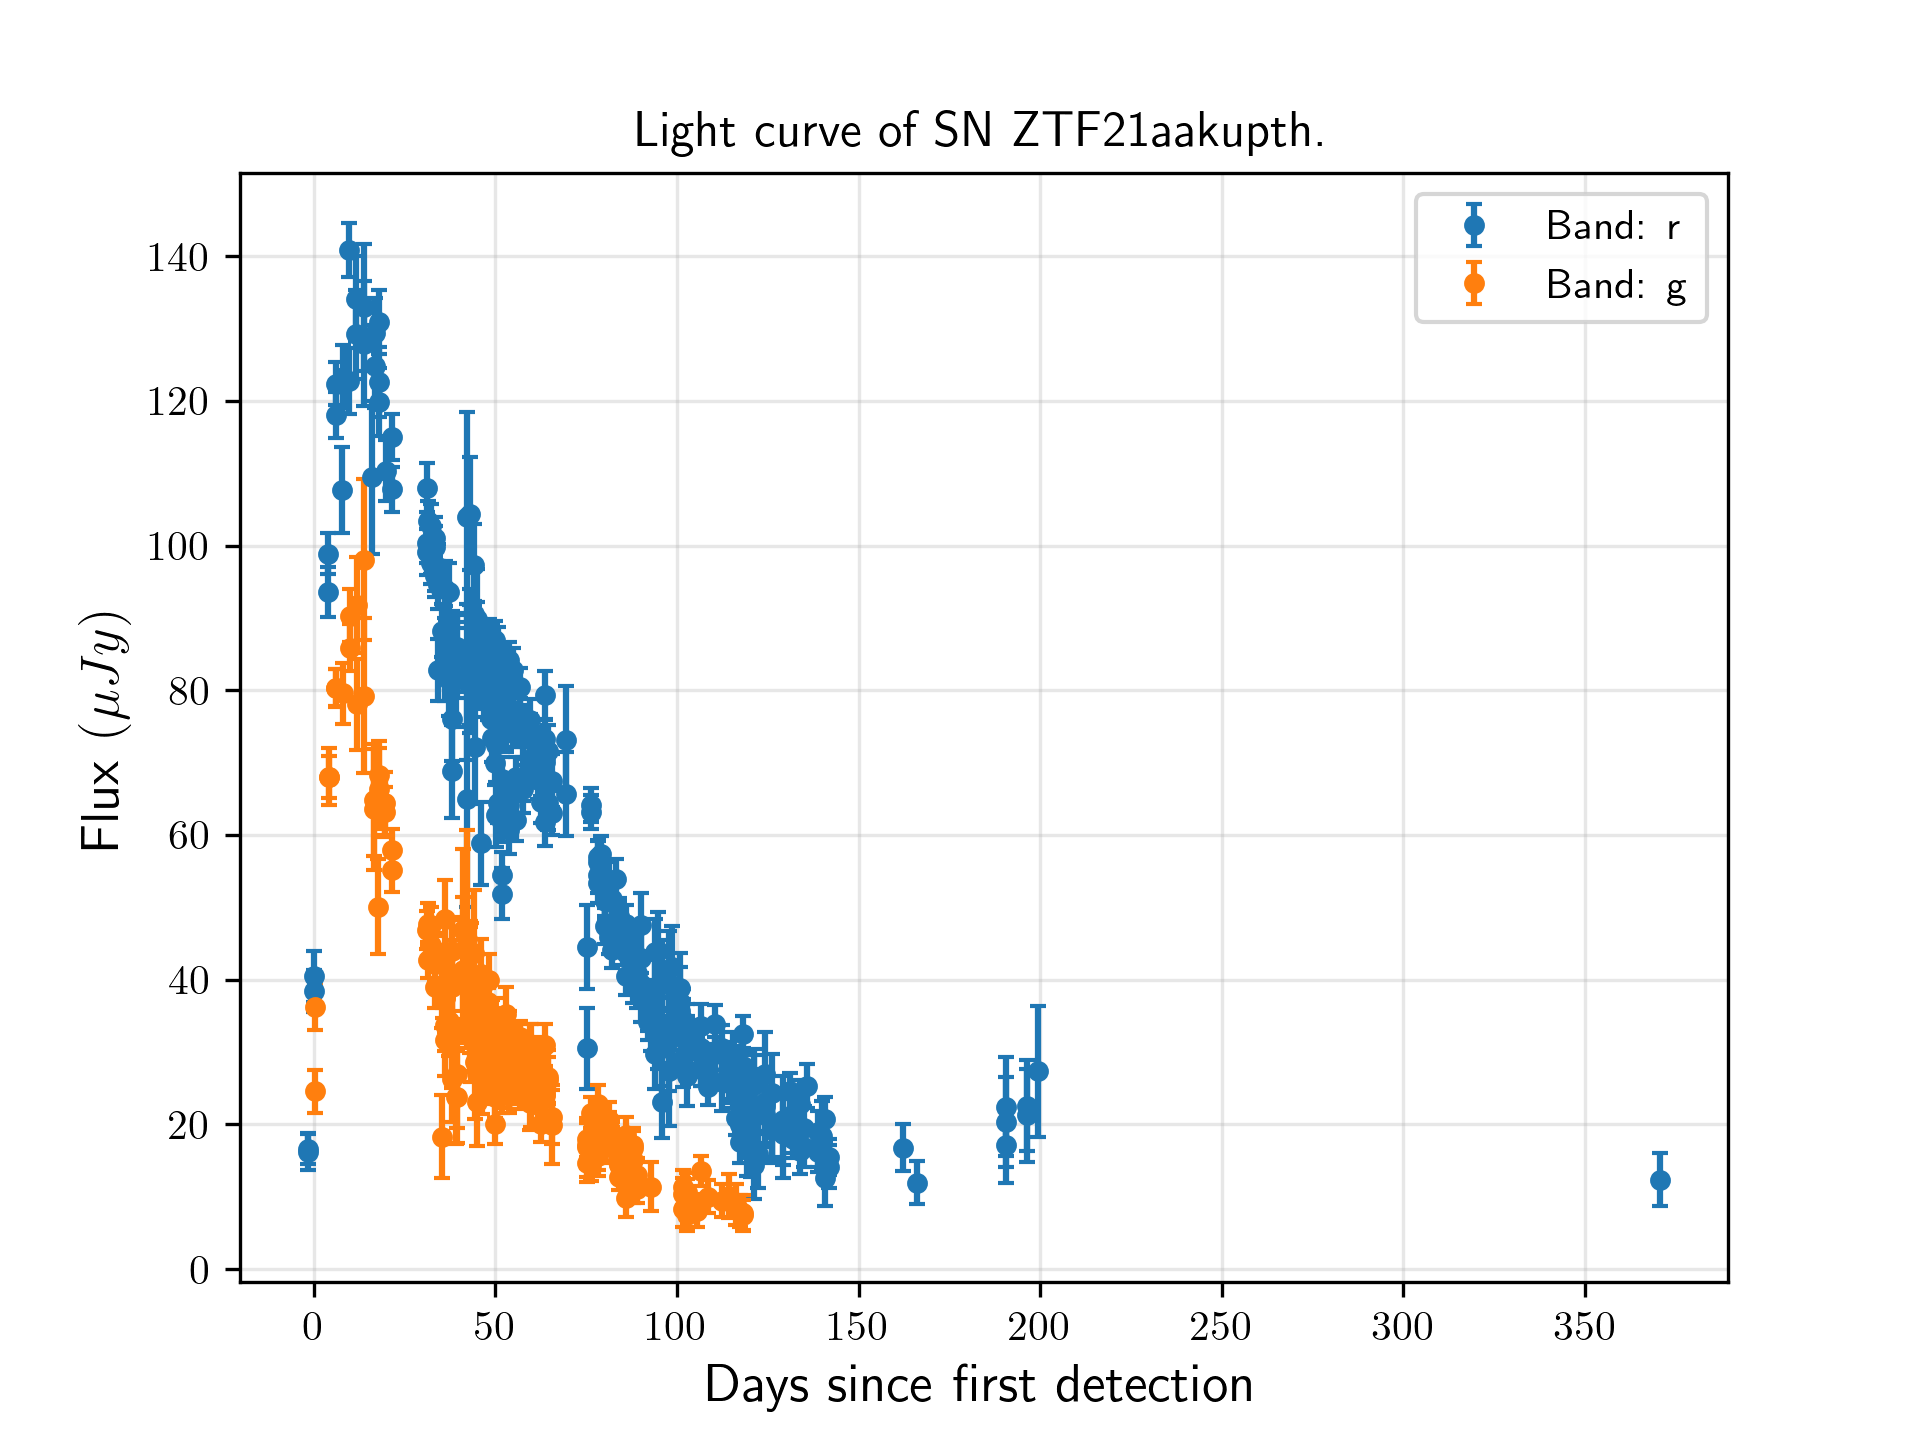 Light curve of SN ZTF21aakupth.
Band: r
Band: g
140
120
100
80
60
40
20
0
Flux (μJy)
0 50 100 150 200 250 300 350
Days since first detection